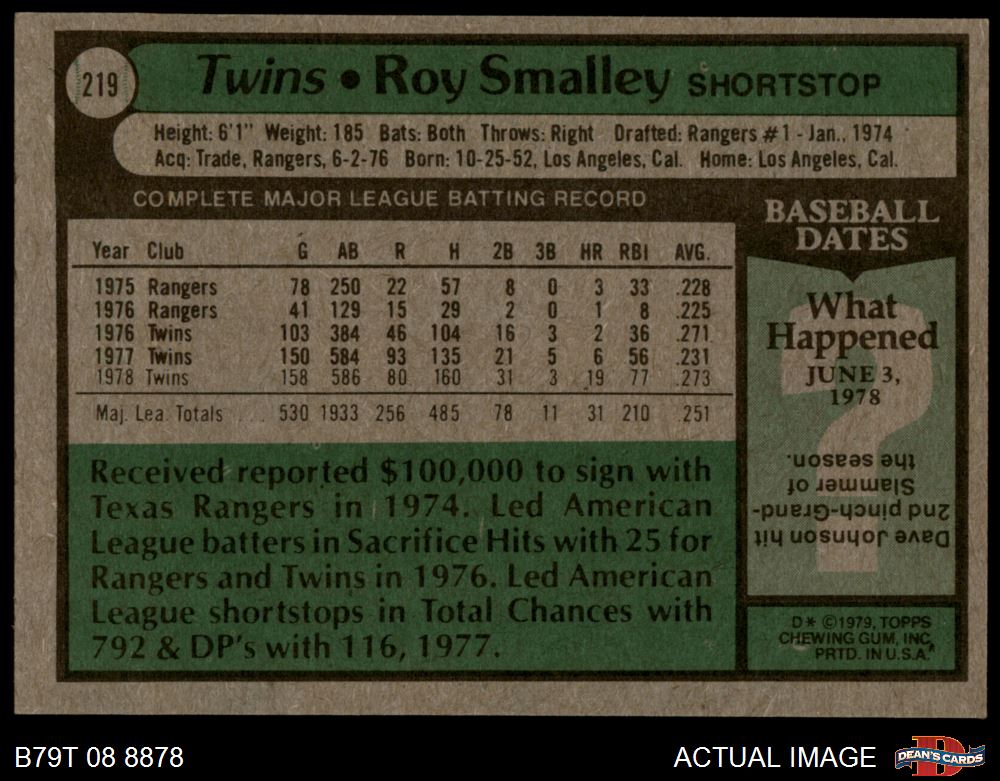 219
Twins • Roy Smalley SHORTSTOP
Height: 6'1" Weight: 185 Bats: Both Throws: Right Drafted: Rangers #1 - Jan., 1974
Acq: Trade, Rangers, 6-2-76 Born: 10-25-52, Los Angeles, Cal. Home: Los Angeles, Cal.
COMPLETE MAJOR LEAGUE BATTING RECORD
Year Club G AB R H 2B 3B HR RBI AVG.
1975 Rangers 78 250 22 57 8 0 3 33 .228
1976 Rangers 41 129 15 29 2 0 1 8 .225
1976 Twins 103 384 46 104 16 3 2 36 .271
1977 Twins 150 584 93 135 21 5 6 56 .231
1978 Twins 158 586 80 160 31 3 19 77 .273
Maj. Lea. Totals . . . . 530 1933 256 485 78 11 31 210 .251
Received reported $100,000 to sign with
Texas Rangers in 1974. Led American
League batters in Sacrifice Hits with 25 for
Rangers and Twins in 1976. Led American
League shortstops in Total Chances with
792 & DP's with 116, 1977.
BASEBALL
DATES
What
Happened
JUNE 3,
1978
Dave Johnson hit
2nd pinch-Grand-
Slammer of
the season.
D* ©1979, TOPPS
CHEWING GUM, INC.
PRTD. IN U.S.A.*
B79T 08 8878
ACTUAL IMAGE
D
DEAN'S CARDS